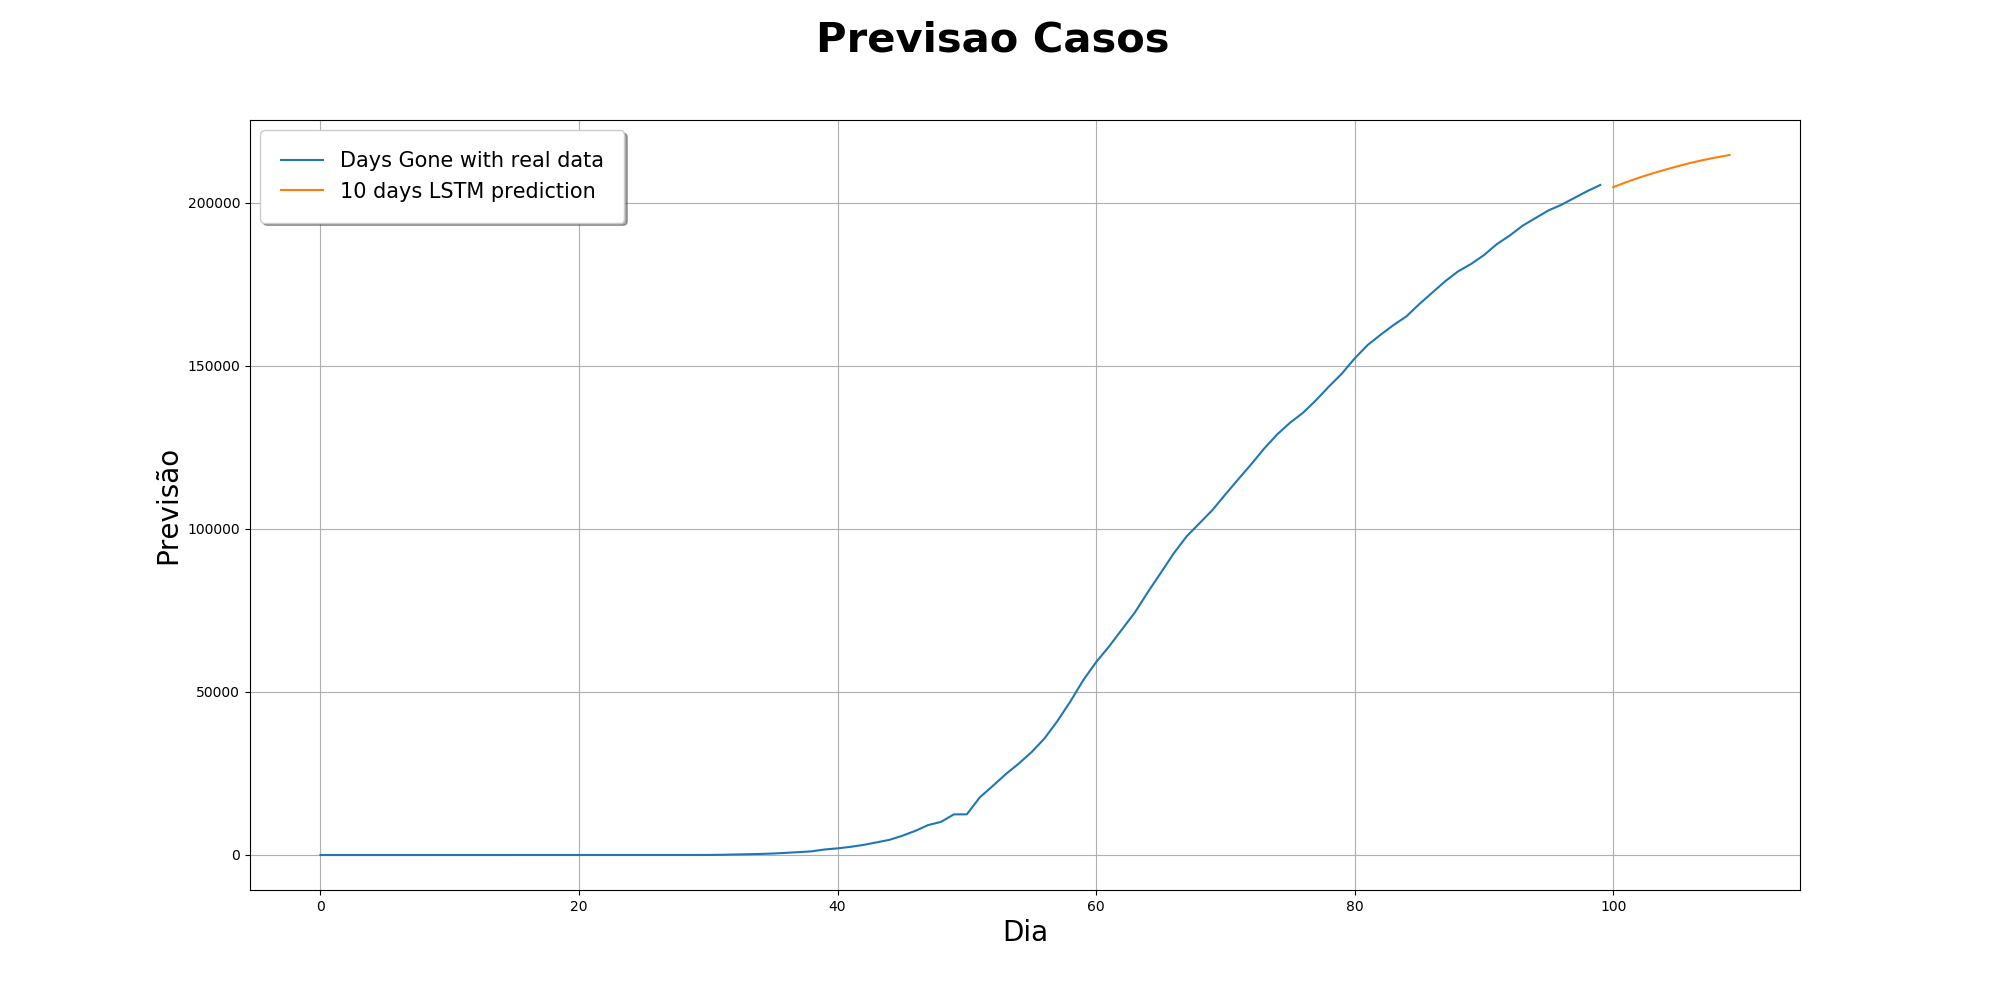 Previsao Casos
Days Gone with real data
10 days LSTM prediction
Previsão
200000
150000
100000
50000
0
0 20 40 60 80 100
Dia